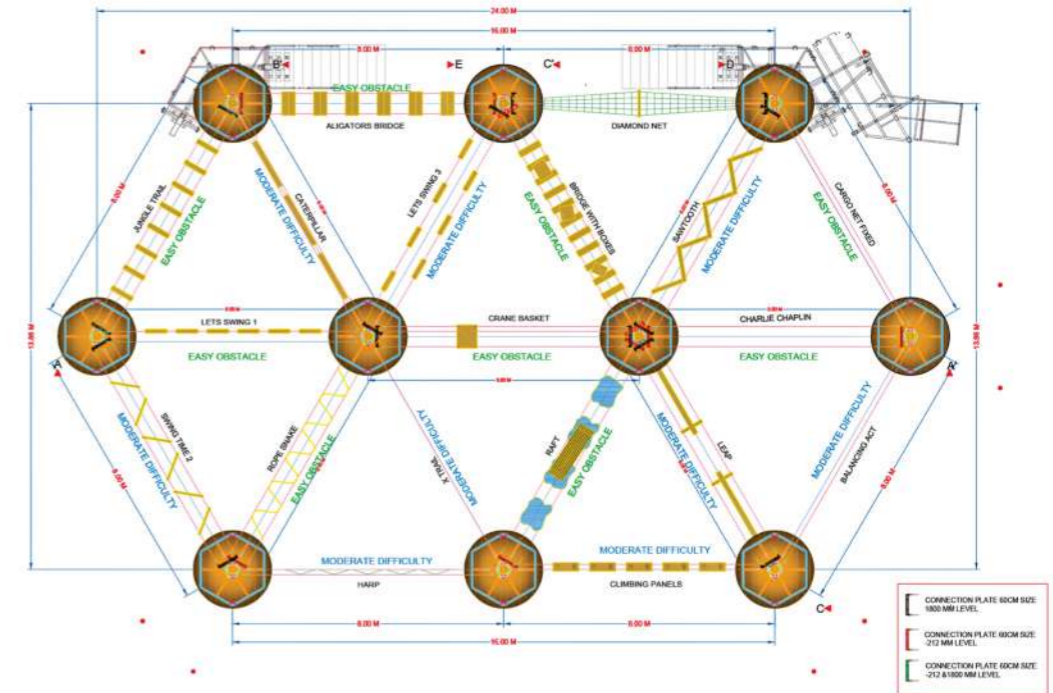 24.00 M
16.00 M
8.00 M
8.00 M
B'
E
C'
D
EASY OBSTACLE
ALIGATORS BRIDGE
DIAMOND NET
8.00 M
JUNGLE TRAIL
EASY OBSTACLE
MODERATE DIFFICULTY
CATERPILLAR
LETS SWING 3
MODERATE DIFFICULTY
BRIDGE WITH BOXES
EASY OBSTACLE
SAWTOOTH
MODERATE DIFFICULTY
CARGO NET FIXED
EASY OBSTACLE
8.00 M
13.86 M
13.86 M
LETS SWING 1
EASY OBSTACLE
CRANE BASKET
EASY OBSTACLE
CHARLIE CHAPLIN
EASY OBSTACLE
A
A'
SWING TIME 2
MODERATE DIFFICULTY
8.00 M
ROPE SNAKE
EASY OBSTACLE
X TRAIL
MODERATE DIFFICULTY
MODERATE DIFFICULTY
RAFT
EASY OBSTACLE
LEAP
MODERATE DIFFICULTY
MODERATE DIFFICULTY
BALANCING ACT
8.00 M
MODERATE DIFFICULTY
HARP
MODERATE DIFFICULTY
CLIMBING PANELS
C
8.00 M
8.00 M
16.00 M
CONNECTION PLATE 60CM SIZE
1800 MM LEVEL
CONNECTION PLATE 60CM SIZE
-212 MM LEVEL
CONNECTION PLATE 60CM SIZE
-212 &1800 MM LEVEL